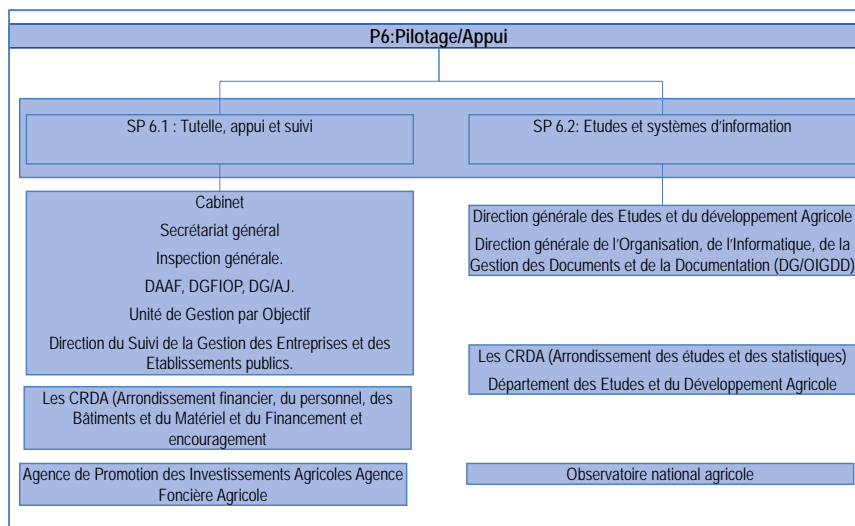 P6:Pilotage/Appui
SP 6.1 : Tutelle, appui et suivi
SP 6.2: Etudes et systèmes d'information
Cabinet
Secrétariat général
Inspection générale.
DAAF, DGFIOP, DG/AJ.
Unité de Gestion par Objectif
Direction du Suivi de la Gestion des Entreprises et des
Etablissements publics.
Direction générale des Etudes et du développement Agricole
Direction générale de l'Organisation, de l'Informatique, de la
Gestion des Documents et de la Documentation (DG/OIGDD)
Les CRDA (Arrondissement financier, du personnel, des
Bâtiments et du Matériel et du Financement et
encouragement
Les CRDA (Arrondissement des études et des statistiques)
Département des Etudes et du Développement Agricole
Agence de Promotion des Investissements Agricoles Agence
Foncière Agricole
Observatoire national agricole